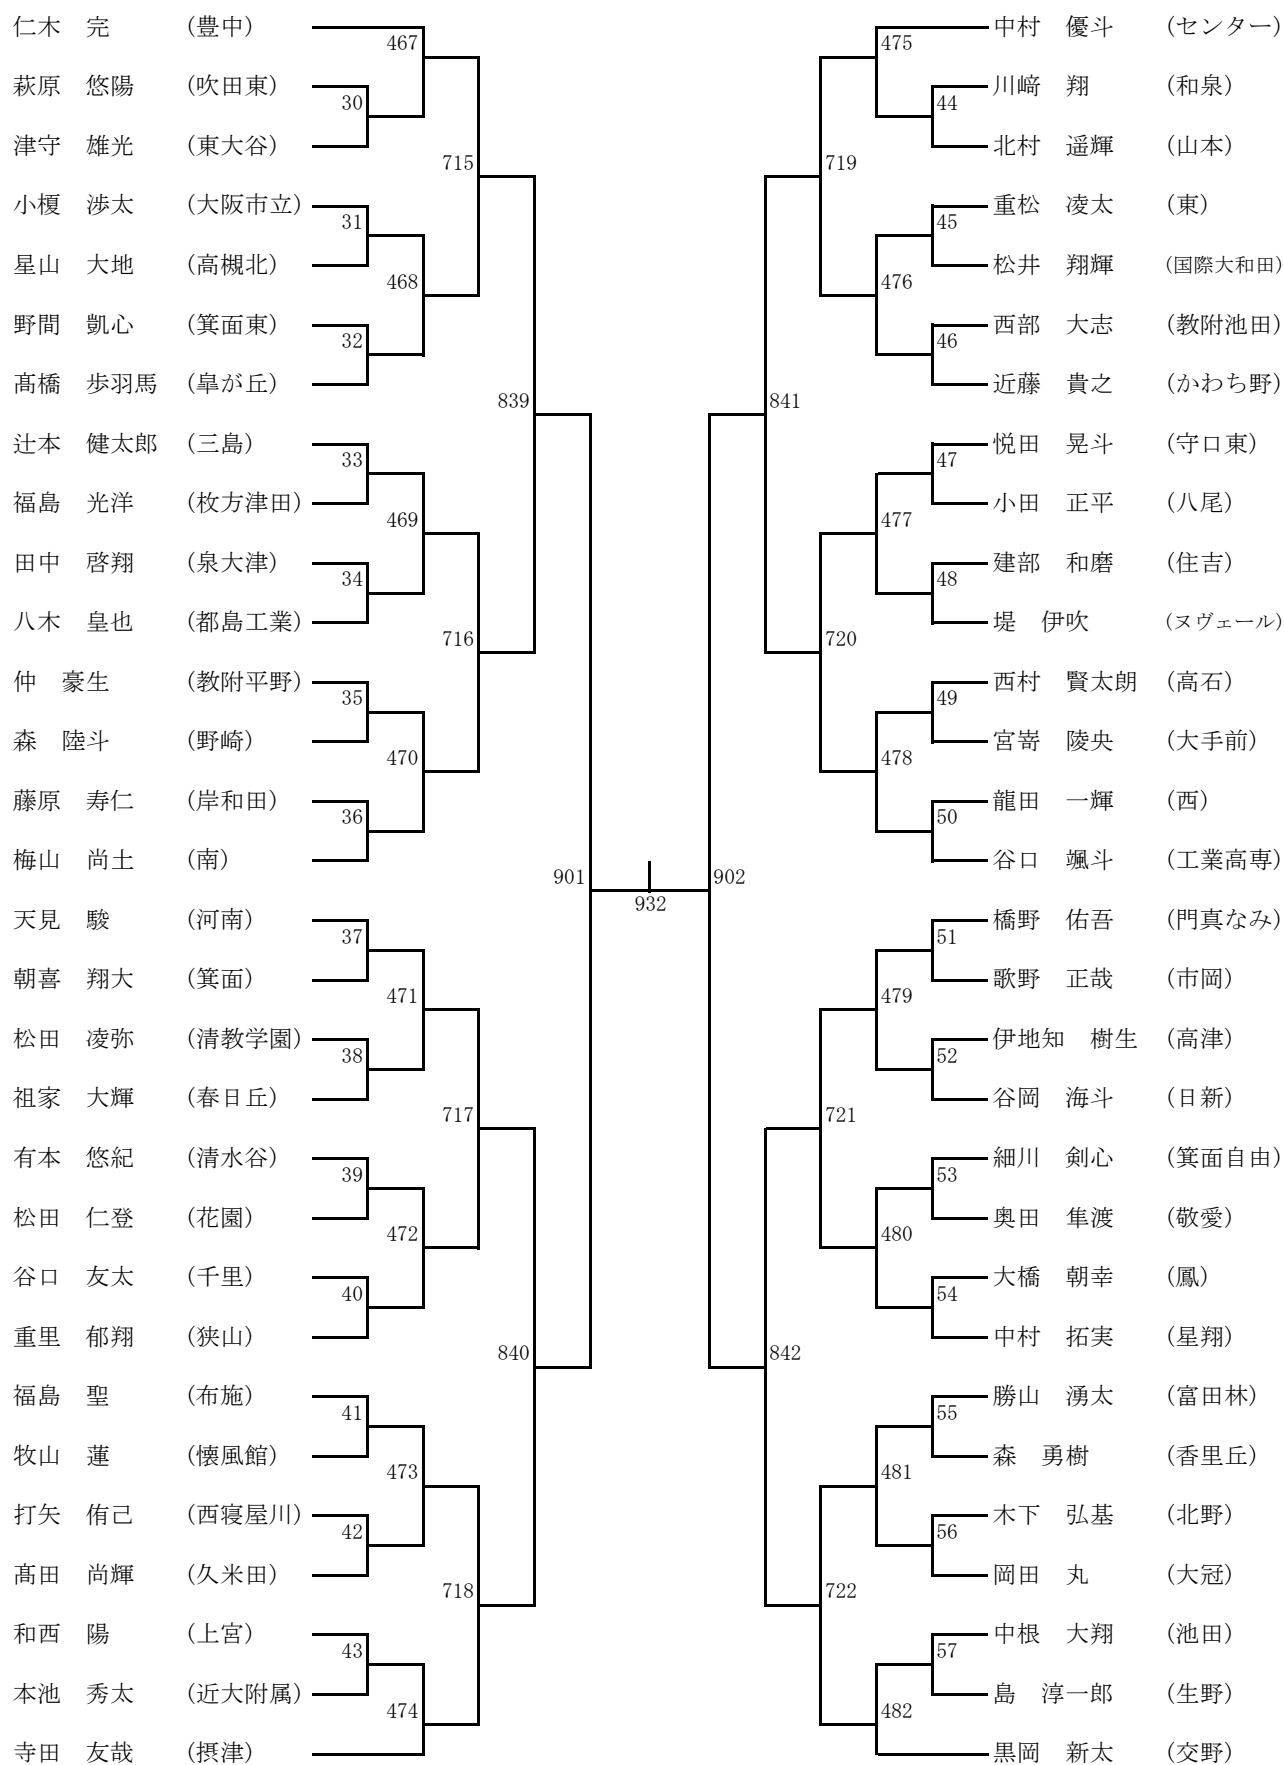 仁木　完　(豊中)
467
萩原　悠陽　(吹田東)
30
津守　雄光　(東大谷)
715
小榎　渉太　(大阪市立)
31
星山　大地　(高槻北)
468
野間　凱心　(箕面東)
32
髙橋　歩羽馬　(皐が丘)
839
辻本　健太郎　(三島)
33
福島　光洋　(枚方津田)
469
田中　啓翔　(泉大津)
34
八木　皇也　(都島工業)
716
仲　豪生　(教附平野)
35
森　陸斗　(野崎)
470
藤原　寿仁　(岸和田)
36
梅山　尚土　(南)
901
天見　駿　(河南)
37
朝喜　翔大　(箕面)
471
松田　凌弥　(清教学園)
38
祖家　大輝　(春日丘)
717
有本　悠紀　(清水谷)
39
松田　仁登　(花園)
472
谷口　友太　(千里)
40
重里　郁翔　(狭山)
840
福島　聖　(布施)
41
牧山　蓮　(懐風館)
473
打矢　侑己　(西寝屋川)
42
髙田　尚輝　(久米田)
718
和西　陽　(上宮)
43
本池　秀太　(近大附属)
474
寺田　友哉　(摂津)
932
中村　優斗　(センター)
475
川﨑　翔　(和泉)
44
北村　遥輝　(山本)
719
重松　凌太　(東)
45
松井　翔輝　(国際大和田)
476
西部　大志　(教附池田)
46
近藤　貴之　(かわち野)
841
悦田　晃斗　(守口東)
47
小田　正平　(八尾)
477
建部　和磨　(住吉)
48
堤　伊吹　(ヌヴェール)
720
西村　賢太朗　(高石)
49
宮嵜　陵央　(大手前)
478
龍田　一輝　(西)
50
谷口　颯斗　(工業高専)
902
橋野　佑吾　(門真なみ)
51
歌野　正哉　(市岡)
479
伊地知　樹生　(高津)
52
谷岡　海斗　(日新)
721
細川　剣心　(箕面自由)
53
奥田　隼渡　(敬愛)
480
大橋　朝幸　(鳳)
54
中村　拓実　(星翔)
842
勝山　湧太　(富田林)
55
森　勇樹　(香里丘)
481
木下　弘基　(北野)
56
岡田　丸　(大冠)
722
中根　大翔　(池田)
57
島　淳一郎　(生野)
482
黒岡　新太　(交野)